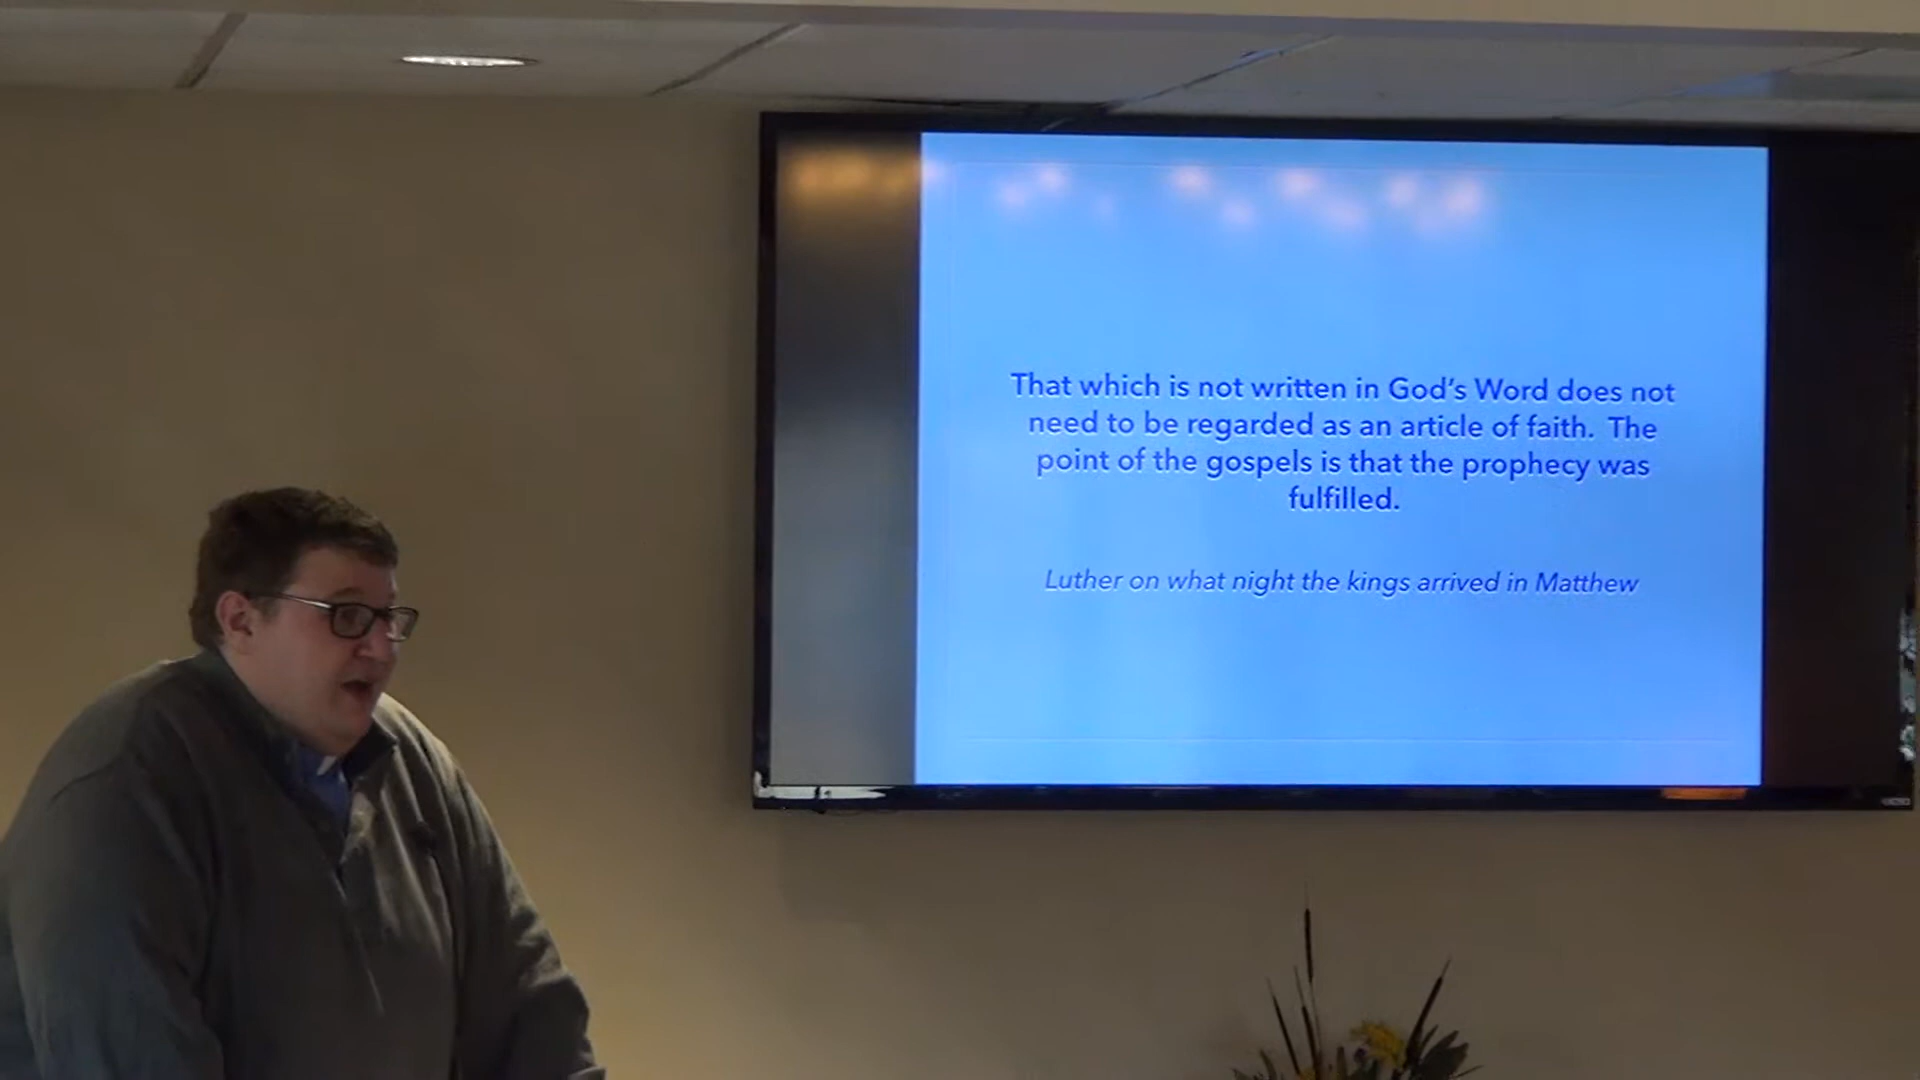 That which is not written in God's Word does not
need to be regarded as an article of faith. The
point of the gospels is that the prophecy was
fulfilled.
Luther on what night the kings arrived in Matthew